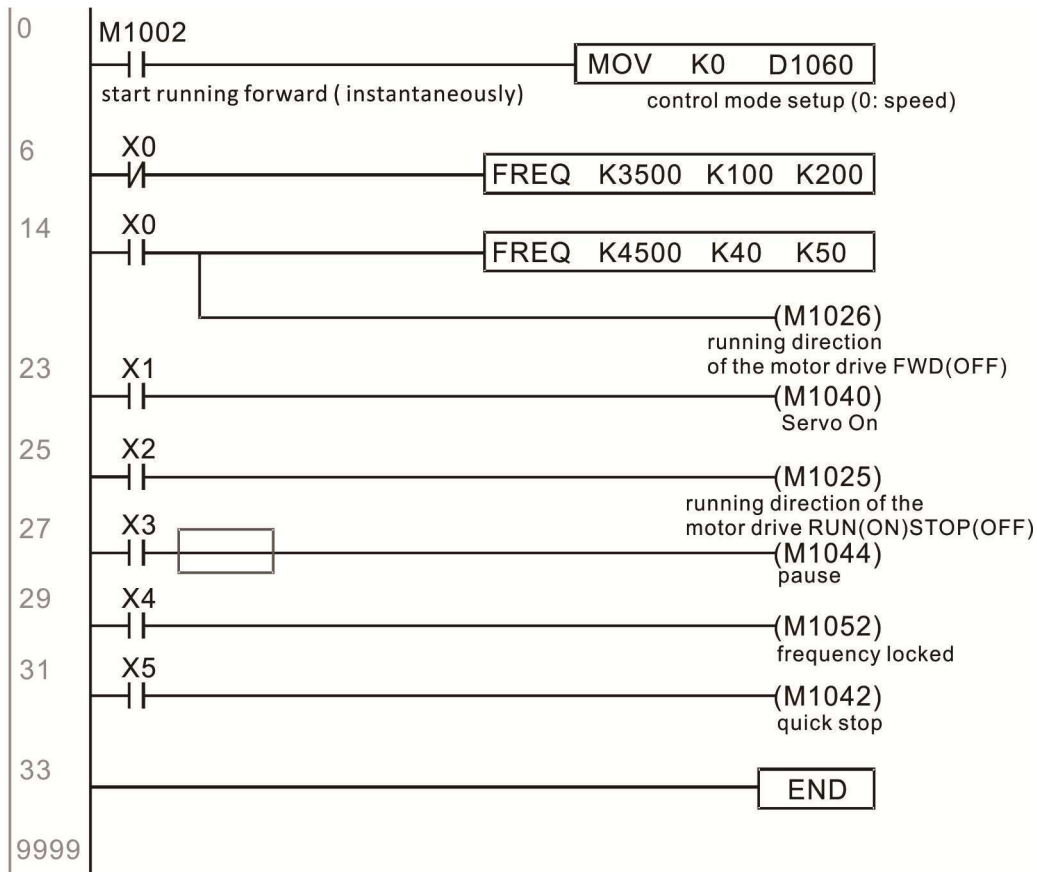 0
M1002
MOV K0 D1060
start running forward ( instantaneously)
control mode setup (0: speed)
6
X0
FREQ K3500 K100 K200
14
X0
FREQ K4500 K40 K50
(M1026)
running direction
of the motor drive FWD(OFF)
23
X1
(M1040)
Servo On
25
X2
(M1025)
running direction of the
motor drive RUN(ON)STOP(OFF)
27
X3
(M1044)
pause
29
X4
(M1052)
frequency locked
31
X5
(M1042)
quick stop
33
END
9999